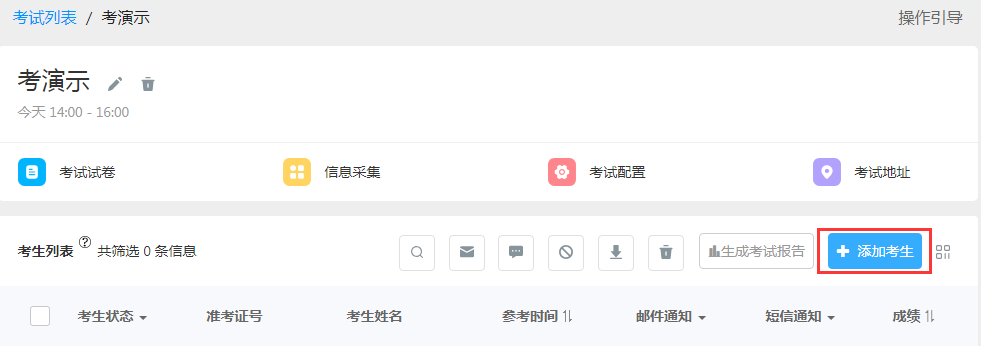 考试列表 / 考演示
操作引导
考演示
今天 14:00 - 16:00
考试试卷
信息采集
考试配置
考试地址
考生列表 ? 共筛选 0 条信息
生成考试报告
添加考生
考生状态 准考证号 考生姓名 参考时间 邮件通知 短信通知 成绩